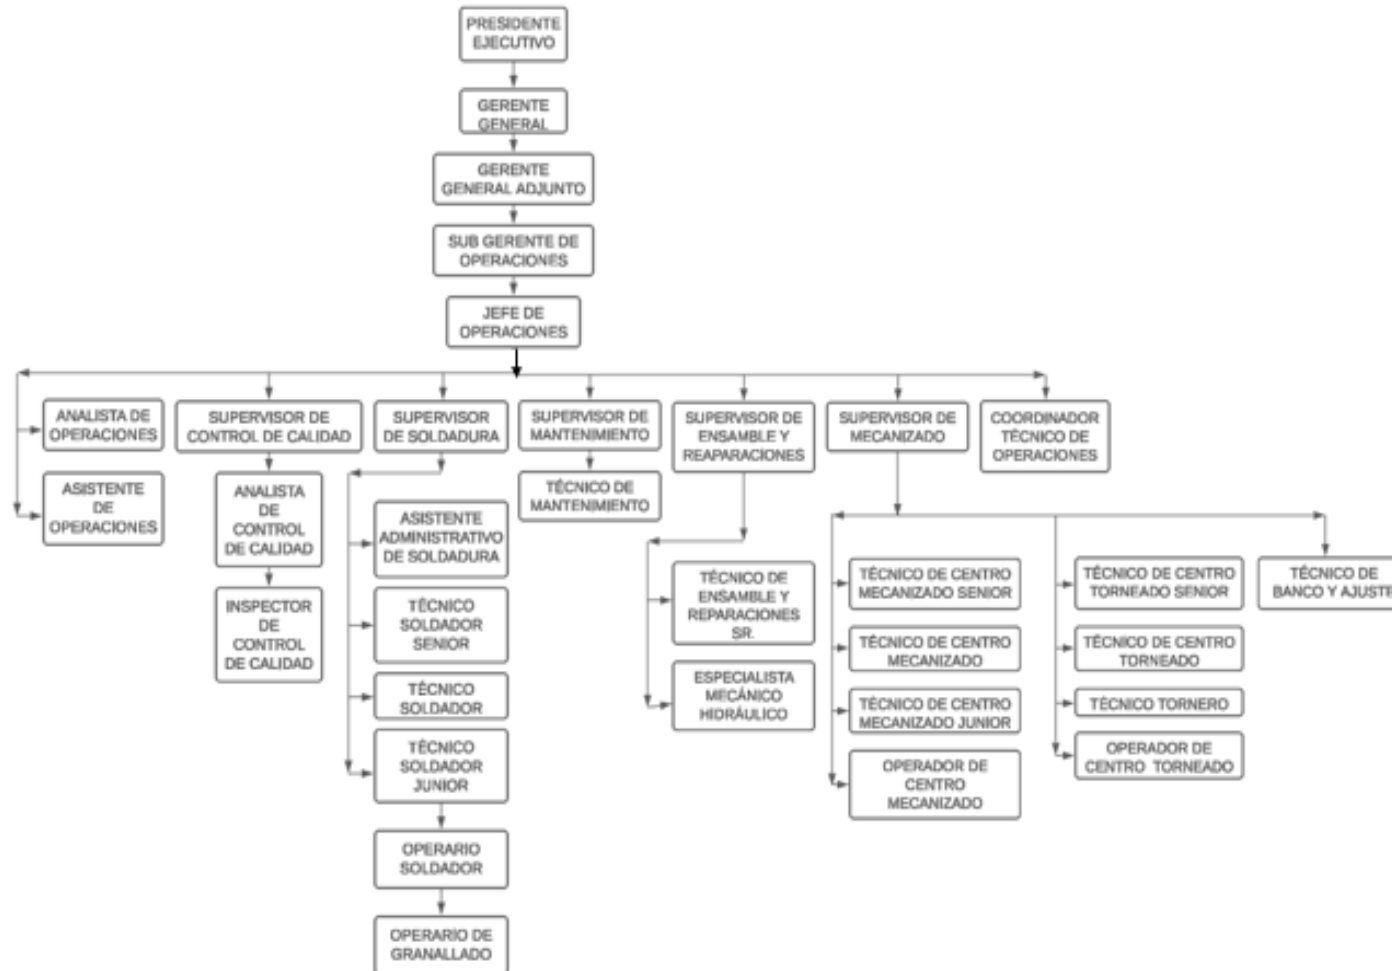 PRESIDENTE
EJECUTIVO
GERENTE
GENERAL
GERENTE
GENERAL ADJUNTO
SUB GERENTE DE
OPERACIONES
JEFE DE
OPERACIONES
ANALISTA DE
OPERACIONES
ASISTENTE
DE
OPERACIONES
SUPERVISOR DE
CONTROL DE CALIDAD
ANALISTA
DE
CONTROL
DE CALIDAD
INSPECTOR
DE
CONTROL
DE CALIDAD
SUPERVISOR
DE SOLDADURA
ASISTENTE
ADMINISTRATIVO
DE SOLDADURA
TÉCNICO
SOLDADOR
SENIOR
TÉCNICO
SOLDADOR
TÉCNICO
SOLDADOR
JUNIOR
OPERARIO
SOLDADOR
OPERARIO DE
GRANALLADO
SUPERVISOR DE
MANTENIMIENTO
TÉCNICO DE
MANTENIMIENTO
SUPERVISOR DE
ENSAMBLE Y
REAPARACIONES
TÉCNICO DE
ENSAMBLE Y
REPARACIONES
SR.
ESPECIALISTA
MECÁNICO
HIDRÁULICO
SUPERVISOR DE
MECANIZADO
TÉCNICO DE CENTRO
MECANIZADO SENIOR
TÉCNICO DE CENTRO
MECANIZADO
TÉCNICO DE CENTRO
MECANIZADO JUNIOR
OPERADOR DE
CENTRO
MECANIZADO
TÉCNICO DE CENTRO
TORNEADO SENIOR
TÉCNICO DE CENTRO
TORNEADO
TÉCNICO TORNERO
OPERADOR DE
CENTRO TORNEADO
TÉCNICO DE
BANCO Y AJUSTE
COORDINADOR
TÉCNICO DE
OPERACIONES